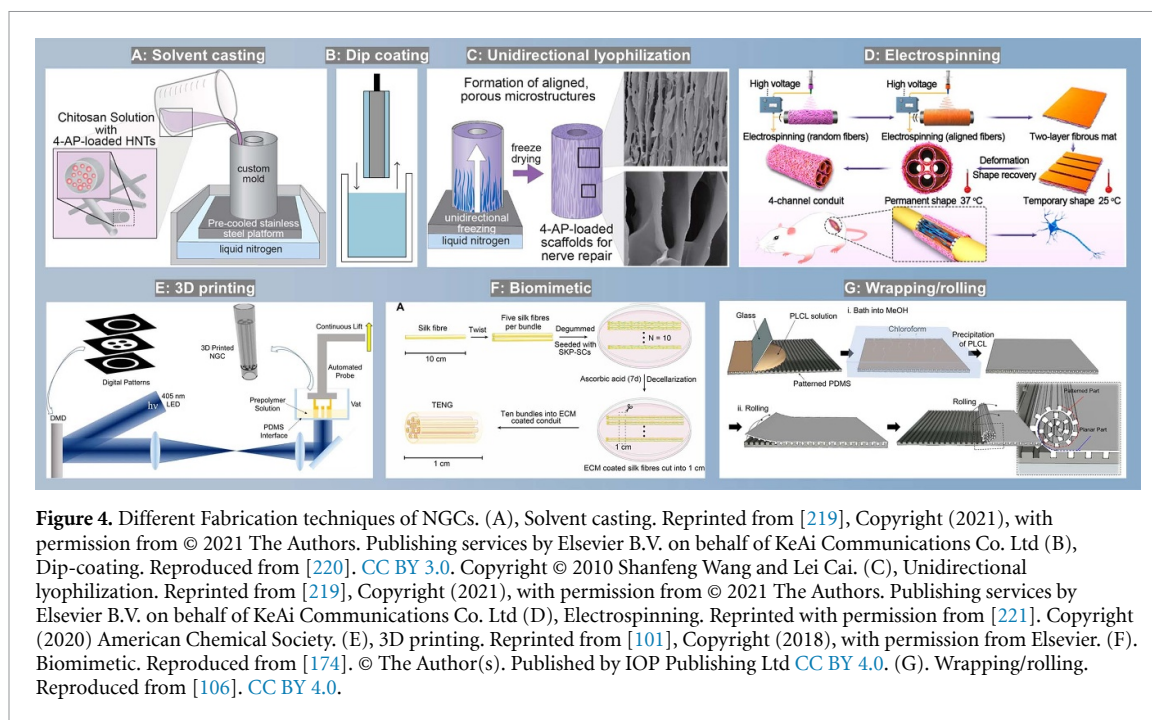 A: Solvent casting
Chitosan Solution
with
4-AP-loaded HNTs
custom
mold
Pre-cooled stainless
steel platform
liquid nitrogen
B: Dip coating
C: Unidirectional lyophilization
Formation of aligned,
porous microstructures
freeze
drying
unidirectional
freezing
liquid nitrogen
4-AP-loaded
scaffolds for
nerve repair
D: Electrospinning
High voltage
High voltage
Electrospinning (random fibers)
Electrospinning (aligned fibers)
Two-layer fibrous mat
Deformation
Shape recovery
4-channel conduit
Permanent shape 37 °C
Temporary shape 25 °C
E: 3D printing
Digital Patterns
3D Printed
NGC
Continuous Lift
Automated
Probe
Prepolymer
Solution
Vat
PDMS
Interface
405 nm
LED
hν
DMD
F: Biomimetic
A
Silk fibre
10 cm
Twist
Five silk fibres
per bundle
Degummed
Seeded with
SKP-SCs
N = 10
Ascorbic acid (7d)
Decellarization
1 cm
ECM coated silk fibres cut into 1 cm
Ten bundles into ECM
coated conduit
TENG
1 cm
G: Wrapping/rolling
Glass
PLCL solution
Patterned PDMS
i. Bath into MeOH
Chloroform
Precipitation
of PLCL
ii. Rolling
Rolling
Patterned Part
Planar Part
Figure 4. Different Fabrication techniques of NGCs. (A), Solvent casting. Reprinted from [219], Copyright (2021), with
permission from © 2021 The Authors. Publishing services by Elsevier B.V. on behalf of KeAi Communications Co. Ltd (B),
Dip-coating. Reproduced from [220]. CC BY 3.0. Copyright © 2010 Shanfeng Wang and Lei Cai. (C), Unidirectional
lyophilization. Reprinted from [219], Copyright (2021), with permission from © 2021 The Authors. Publishing services by
Elsevier B.V. on behalf of KeAi Communications Co. Ltd (D), Electrospinning. Reprinted with permission from [221]. Copyright
(2020) American Chemical Society. (E), 3D printing. Reprinted from [101], Copyright (2018), with permission from Elsevier. (F).
Biomimetic. Reproduced from [174]. © The Author(s). Published by IOP Publishing Ltd CC BY 4.0. (G). Wrapping/rolling.
Reproduced from [106]. CC BY 4.0.